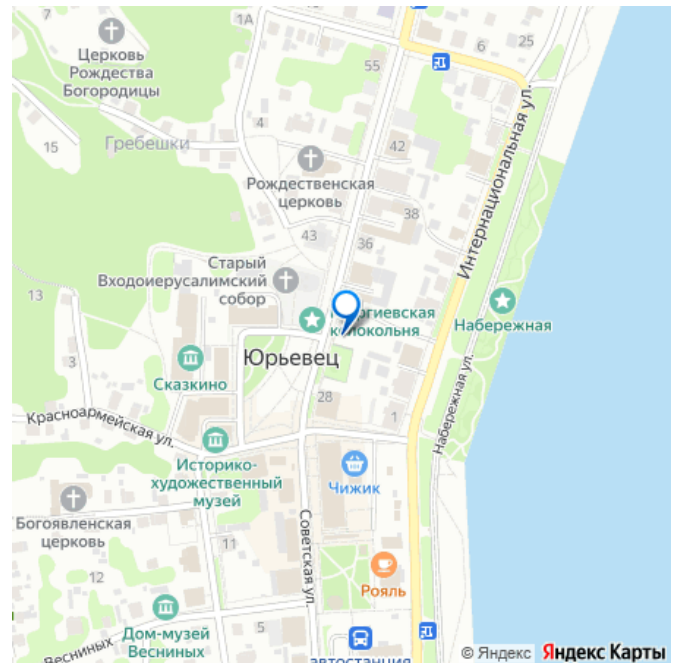 7
1А
6
25
Церковь
Рождества
Богородицы
55
4
15
Гребешки
42
Рождественская
церковь
38
43
36
Интернациональная ул.
Старый
Входоиерусалимский
собор
13
колокольня
Набережная
3
Юрьевец
Сказкино
28
1
Набережная ул.
Красноармейская ул.
Историко-
художественный
музей
Чижик
Богоявленская
церковь
11
Советская ул.
12
Рояль
Весниных
Дом-музей
Весниных
5
автостанция
© Яндекс Яндекс Карты